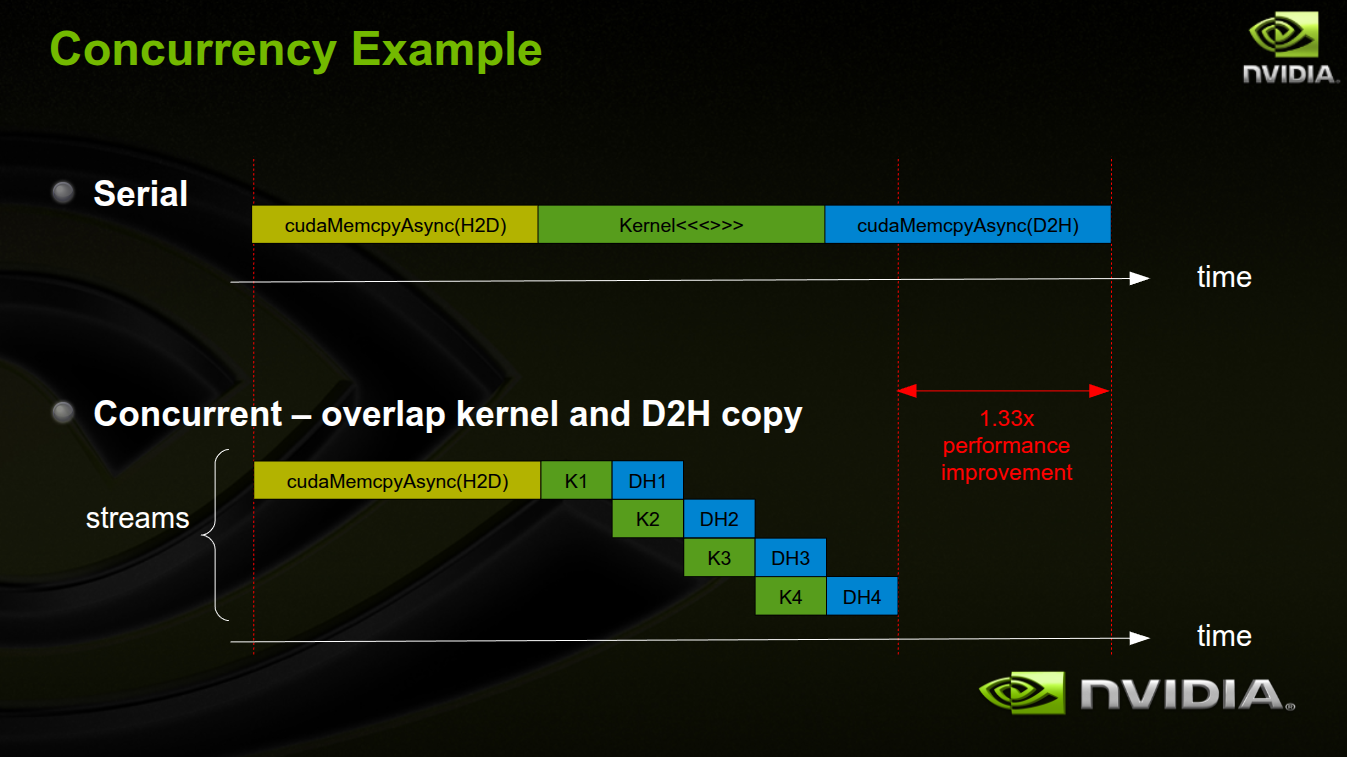 Concurrency Example
NVIDIA.
Serial
cudaMemcpyAsync(H2D) Kernel<<<>>> cudaMemcpyAsync(D2H)
time
Concurrent – overlap kernel and D2H copy
1.33x
performance
improvement
streams
cudaMemcpyAsync(H2D) K1 DH1
K2 DH2
K3 DH3
K4 DH4
time
NVIDIA®